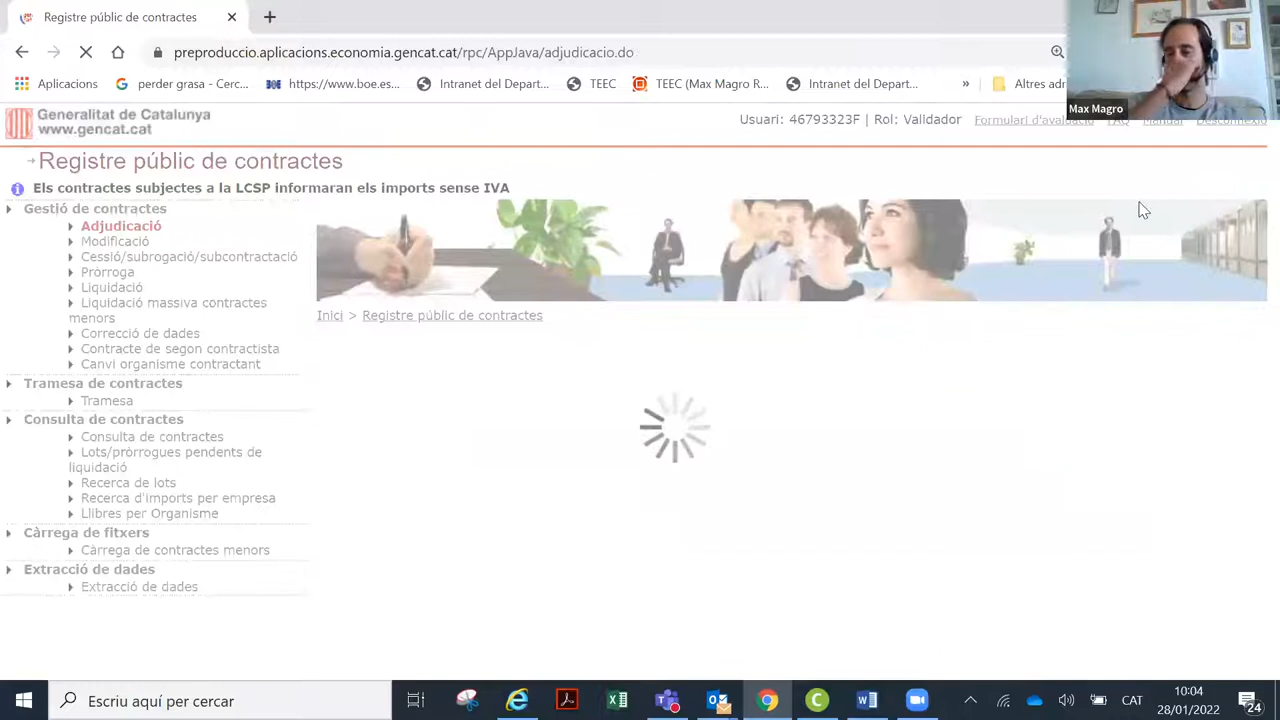 Registre públic de contractes
preproduccio.aplicacions.economia.gencat.cat/rpc/AppJava/adjudicacio.do
Aplicacions
perder grasa - Cerc...
https://www.boe.es...
Intranet del Depart...
TEEC
TEEC (Max Magro R...
Intranet del Depart...
»
Altres adr
Max Magro
Generalitat de Catalunya
www.gencat.cat
Usuari: 46793323F | Rol: Validador
Formulari d'avaluació
FAQ
Manual
Desconnexió
Registre públic de contractes
Els contractes subjectes a la LCSP informaran els imports sense IVA
Gestió de contractes
Adjudicació
Modificació
Cessió/subrogació/subcontractació
Pròrroga
Liquidació
Liquidació massiva contractes
menors
Correcció de dades
Contracte de segon contractista
Canvi organisme contractant
Tramesa de contractes
Tramesa
Consulta de contractes
Consulta de contractes
Lots/pròrrogues pendents de
liquidació
Recerca de lots
Recerca d'imports per empresa
Llibres per Organisme
Càrrega de fitxers
Càrrega de contractes menors
Extracció de dades
Extracció de dades
Inici > Registre públic de contractes
Escriu aquí per cercar
CAT
10:04
28/01/2022
24